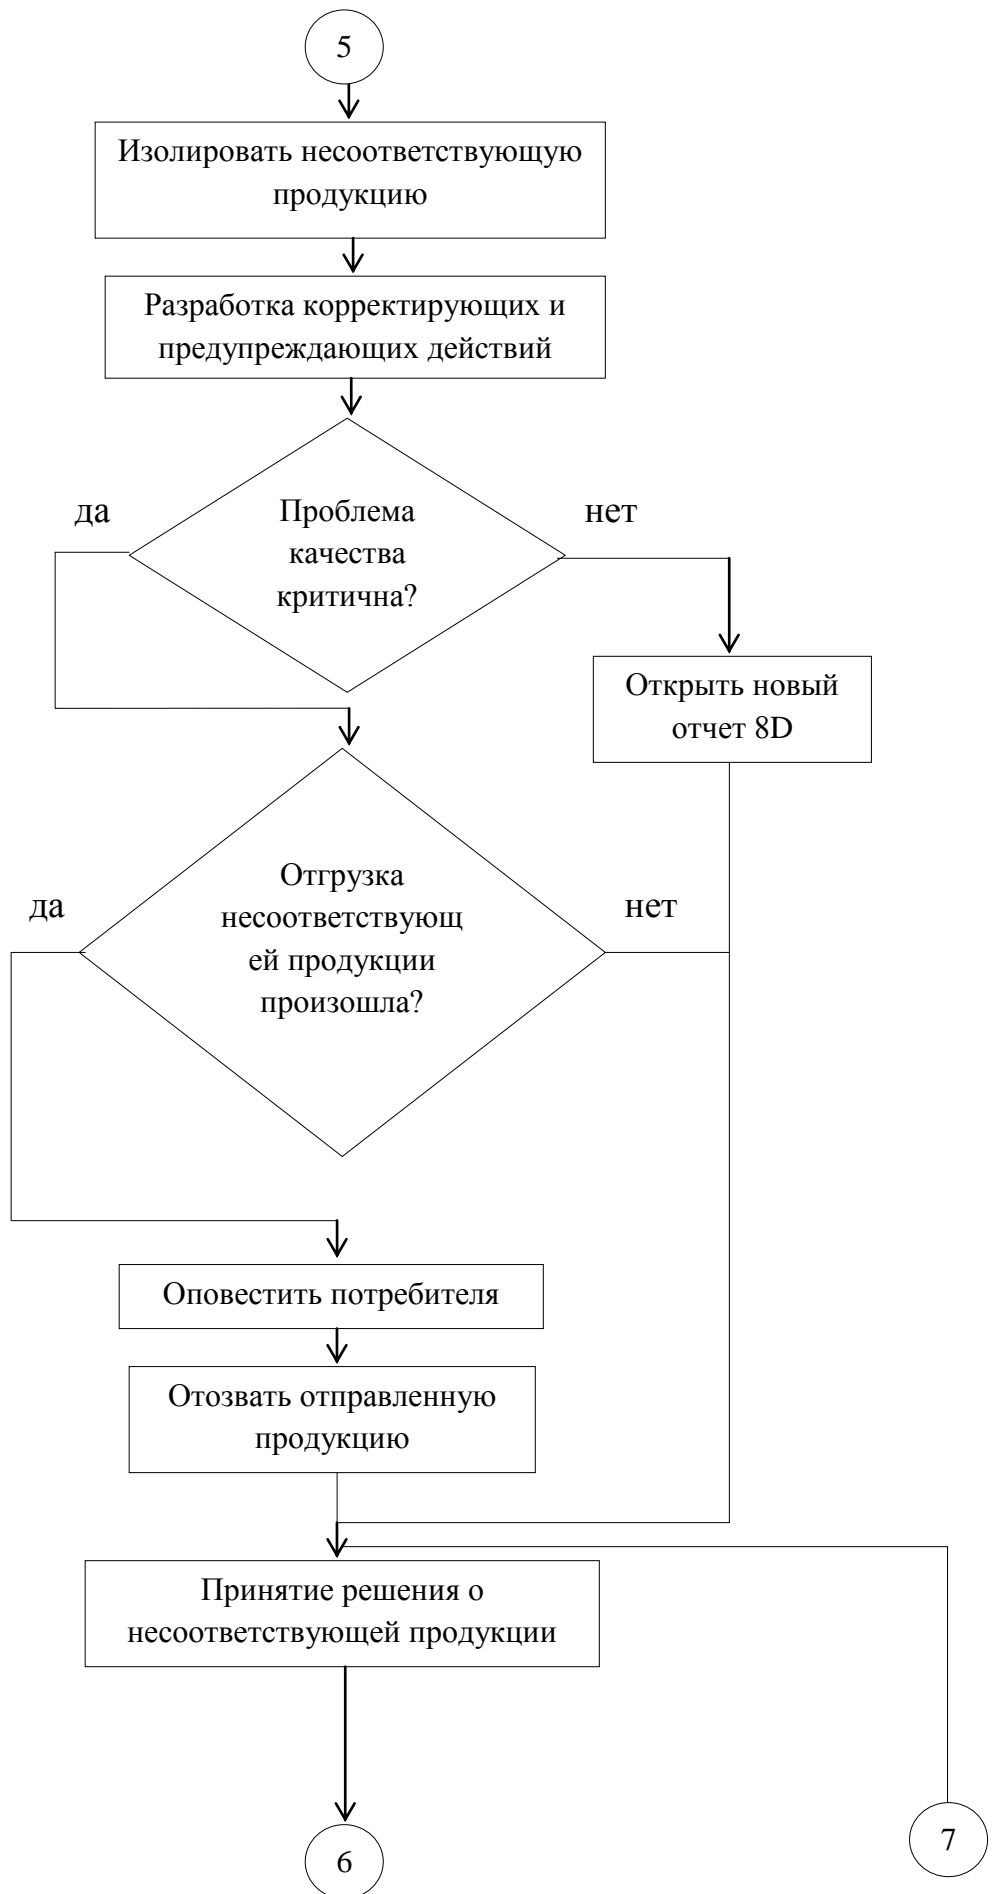 5
Изолировать несоответствующую
продукцию
Разработка корректирующих и
предупреждающих действий
да
Проблема
качества
критична?
нет
Открыть новый
отчет 8D
да
Отгрузка
несоответствующ
ей продукции
произошла?
нет
Оповестить потребителя
Отозвать отправленную
продукцию
Принятие решения о
несоответствующей продукции
6
7